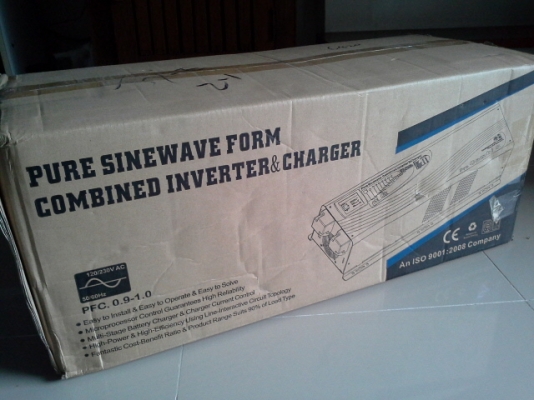 PURE SINEWAVE FORM
COMBINED INVERTER & CHARGER
120/230V AC
50/60Hz
PFC. 0.9-1.0
• Easy to Install & Easy to Operate & Easy to Solve
• Microprocessor Control Guarantees High Reliability
• Multi-Stage Battery Charger & Charger Current Control
• High-Power & High-Efficiency Using Line-Interactive Circuit Tobology
• Fantastic Cost-Benefit Ratio & Product Range Suits 90% of Load Type
CE
An ISO 9001:2008 Company